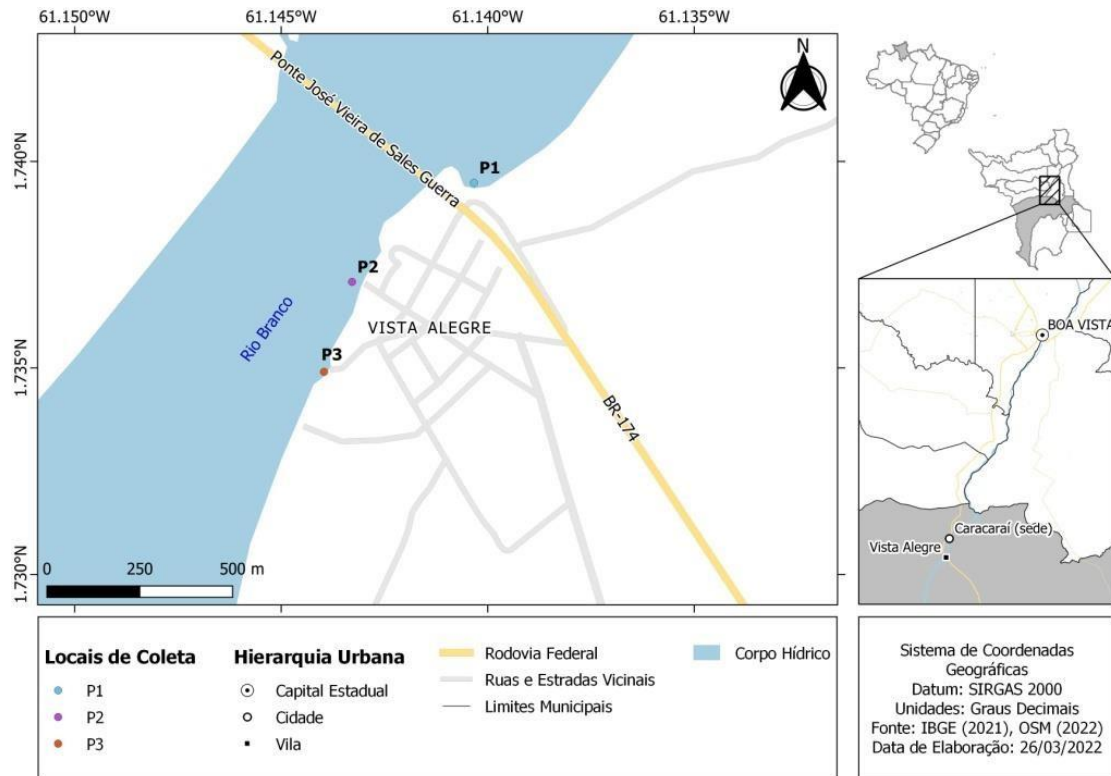 61.150°W
61.145°W
61.140°W
61.135°W
1.740°N
1.735°N
1.730°N
N
Ponte José Vieira de Sales Guerra
P1
P2
P3
Rio Branco
VISTA ALEGRE
BR-174
0 250 500 m
BOA VISTA
Caracaraí (sede)
Vista Alegre
Locais de Coleta
P1
P2
P3
Hierarquia Urbana
Capital Estadual
Cidade
Vila
Rodovia Federal
Ruas e Estradas Vicinais
Limites Municipais
Corpo Hídrico
Sistema de Coordenadas
Geográficas
Datum: SIRGAS 2000
Unidades: Graus Decimais
Fonte: IBGE (2021), OSM (2022)
Data de Elaboração: 26/03/2022